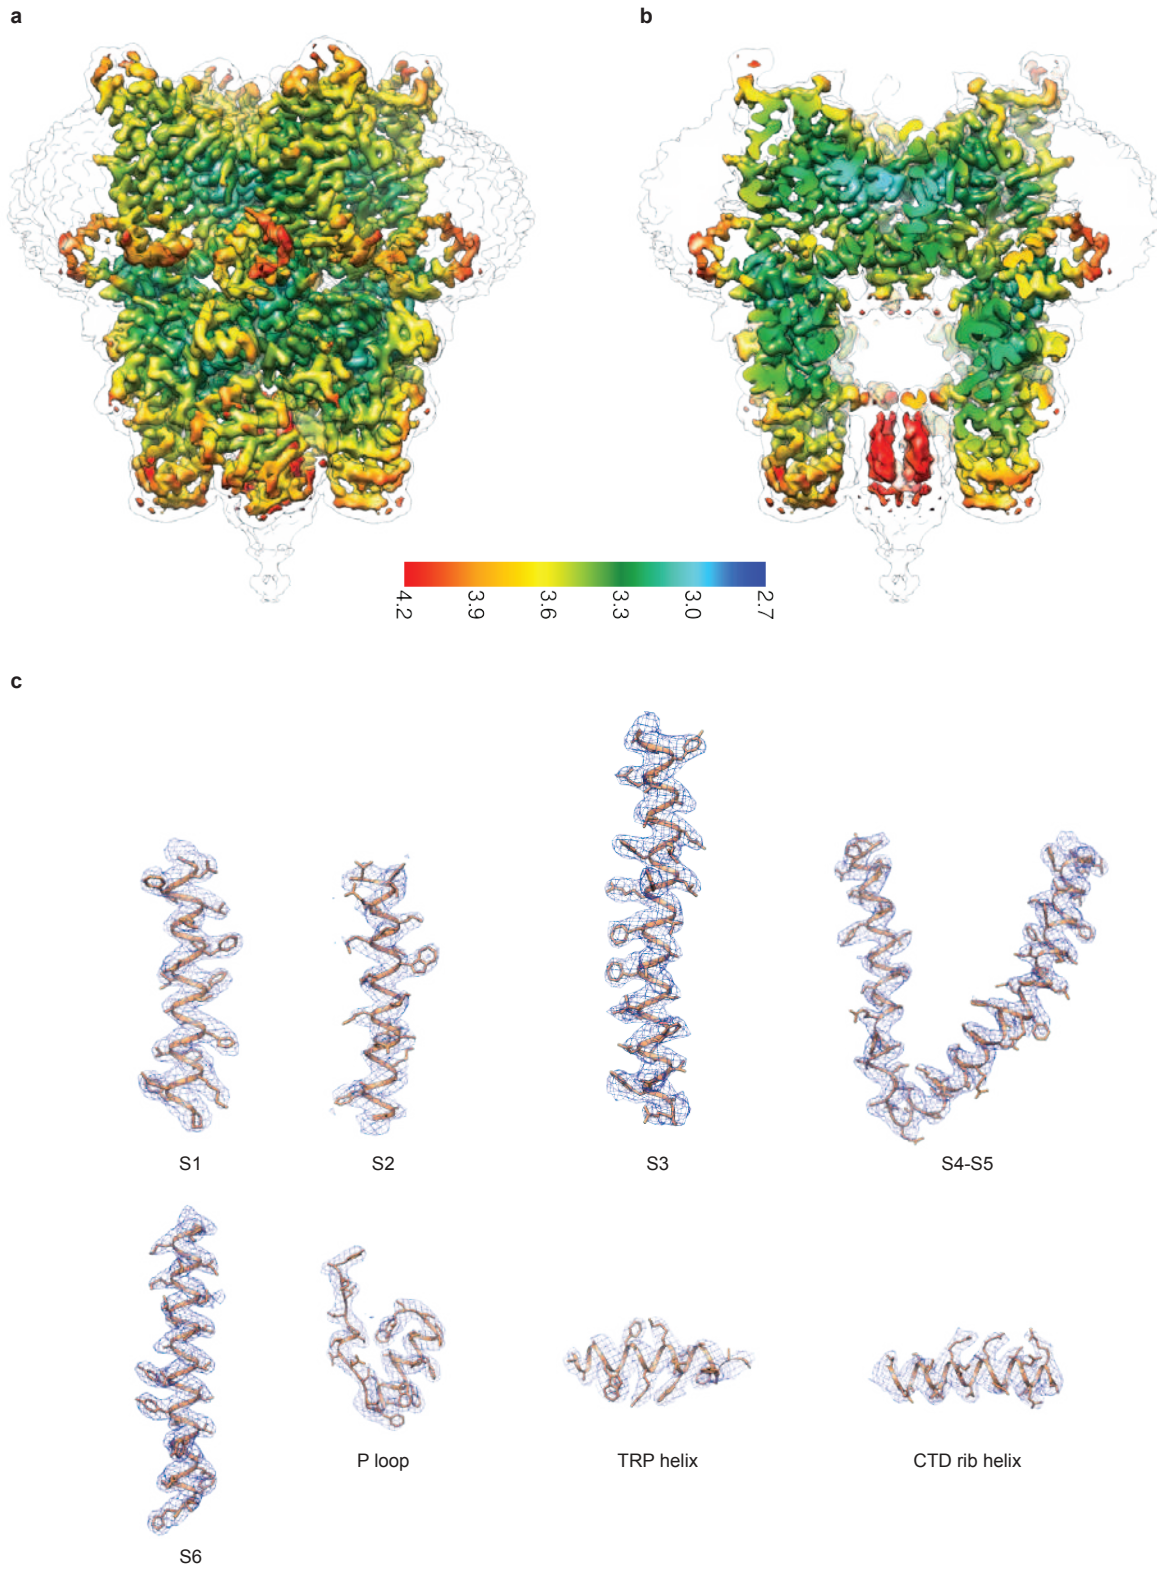 a
b
4.2 3.9 3.6 3.3 3.0 2.7
c
S1 S2 S3 S4-S5
P loop TRP helix CTD rib helix
S6